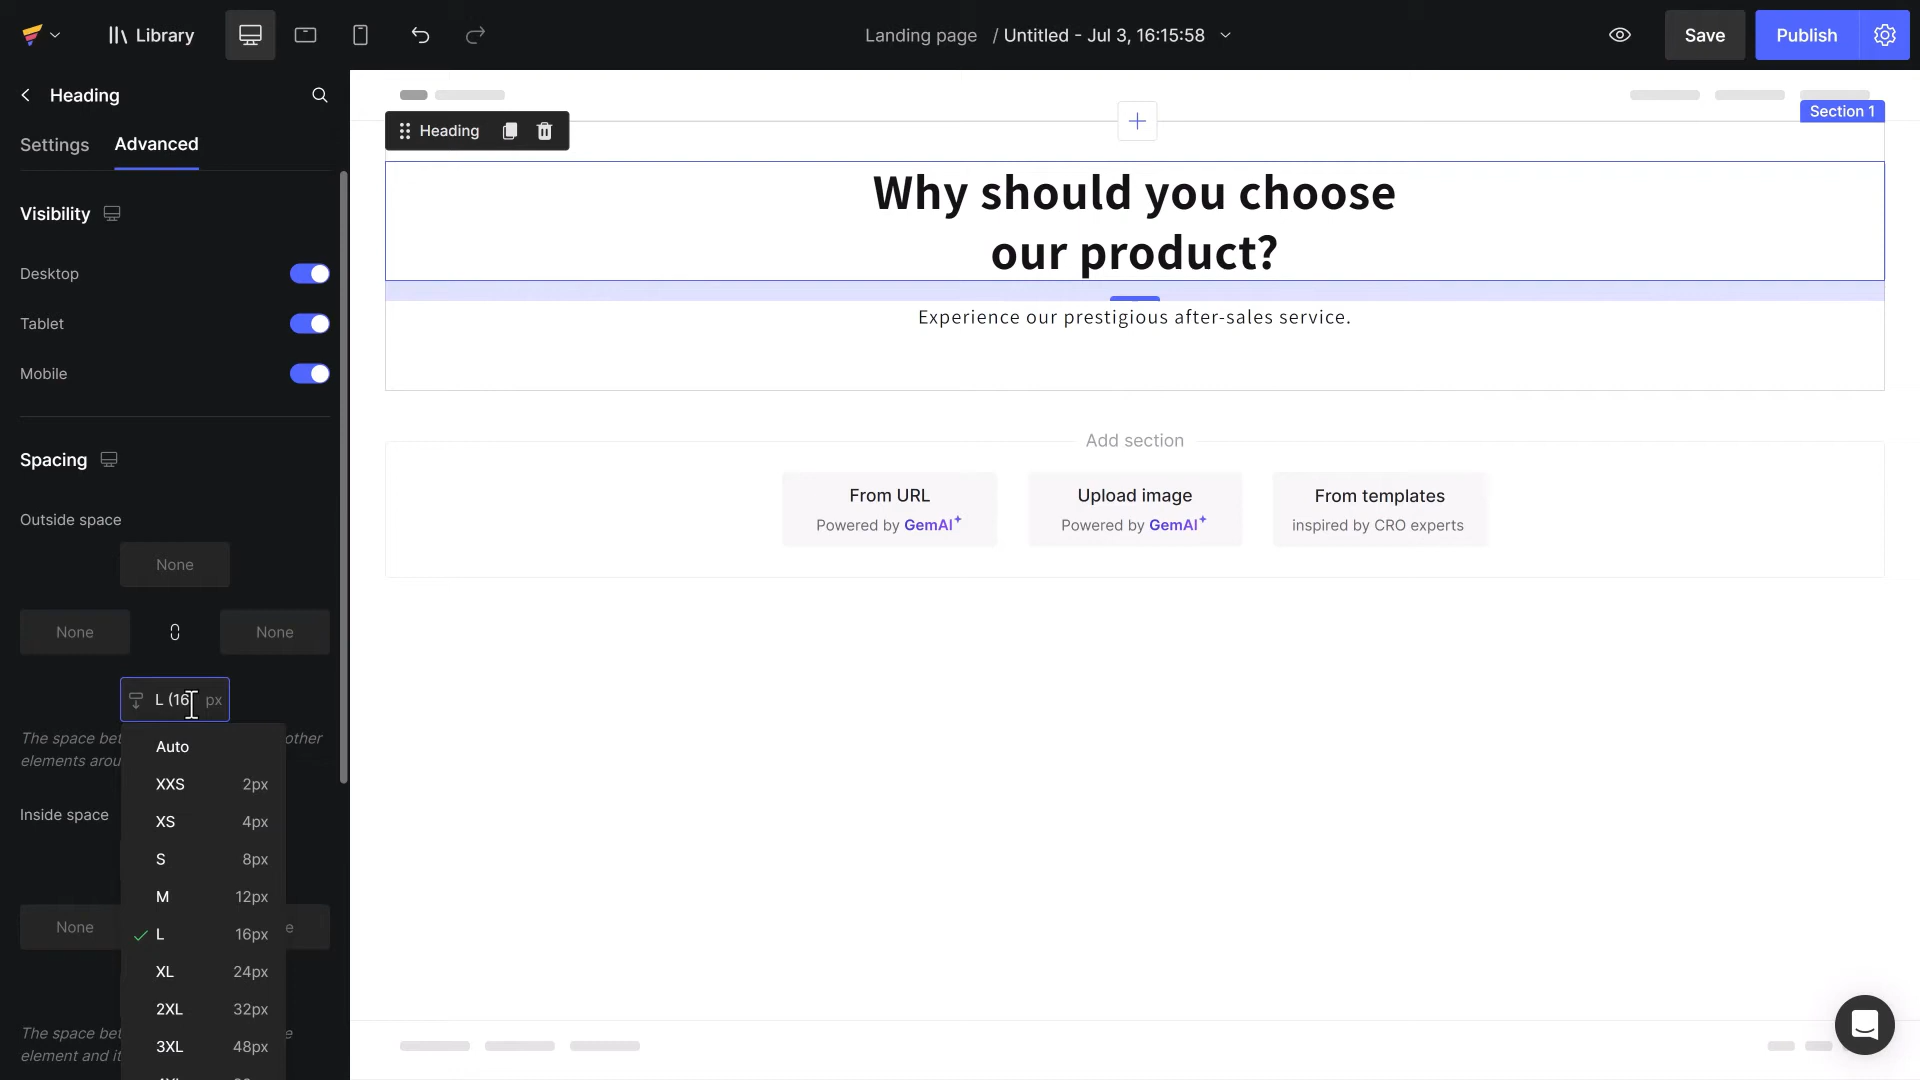 Library
Landing page / Untitled - Jul 3, 16:15:58
Save
Publish
Heading
Settings
Advanced
Visibility
Desktop
Tablet
Mobile
Spacing
Outside space
None
None
None
L (16
px
The space bet
other
elements arou
Auto
XXS 2px
XS 4px
S 8px
M 12px
L 16px
XL 24px
2XL 32px
3XL 48px
Inside space
None
e
The space bet
e
element and it
Heading
Section 1
Why should you choose
our product?
Experience our prestigious after-sales service.
Add section
From URL
Powered by GemAI
Upload image
Powered by GemAI
From templates
inspired by CRO experts